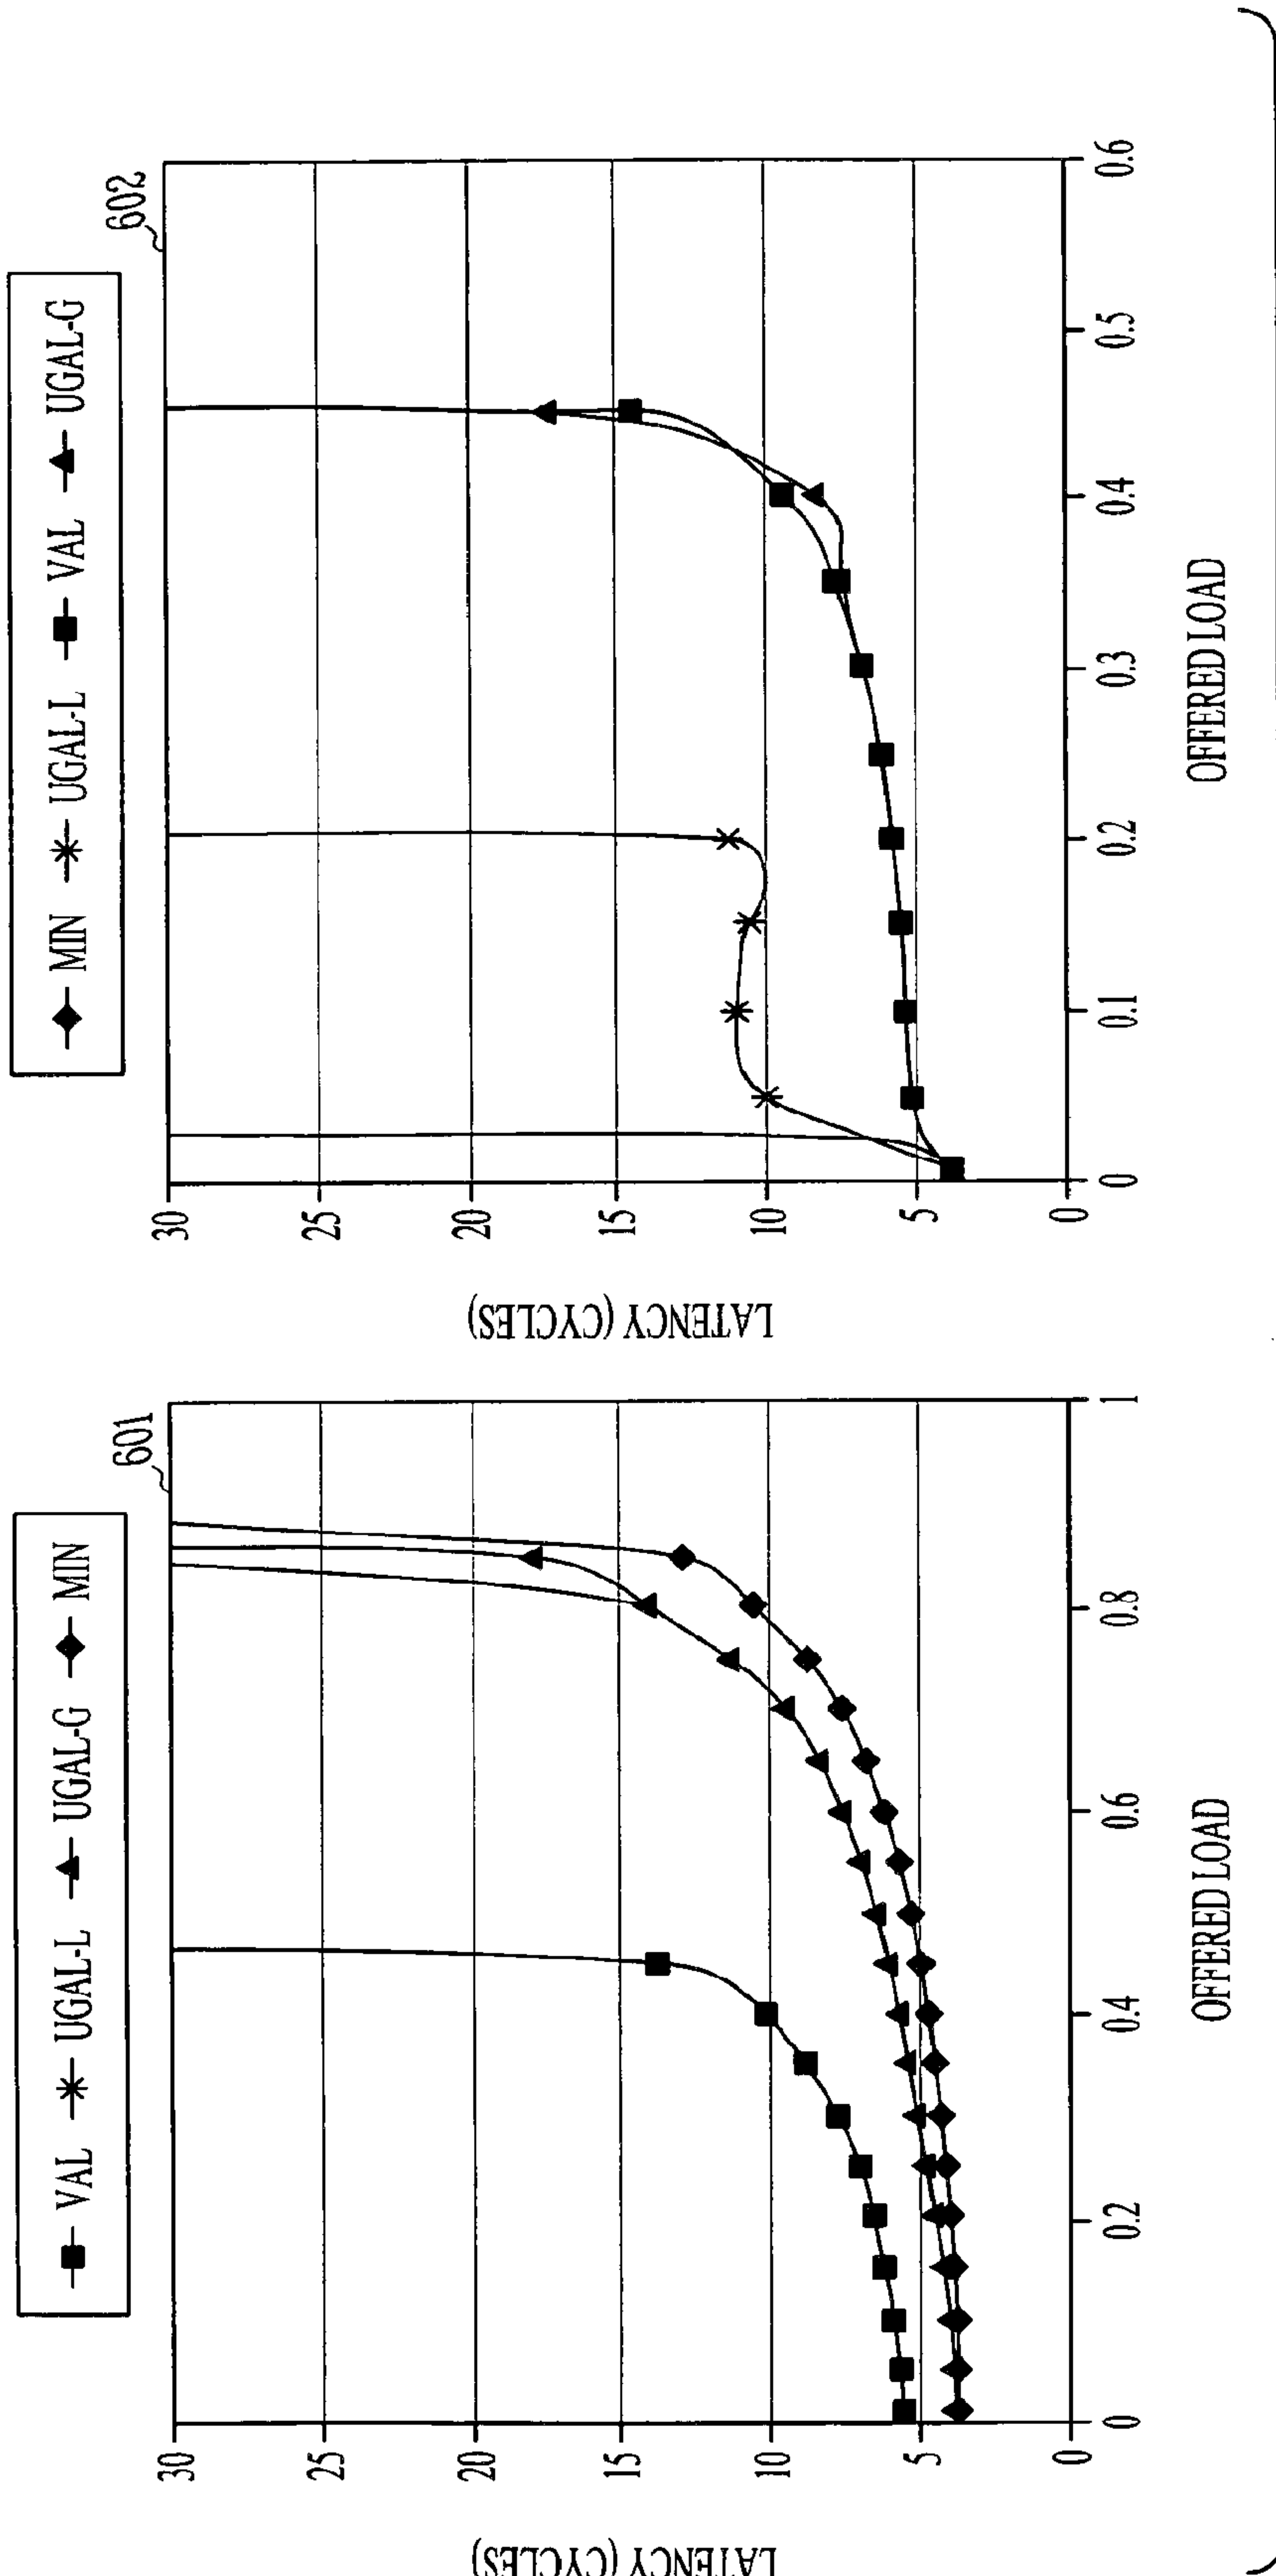 VAL UGAL-L UGAL-G MIN
601
30
25
20
15
10
5
0
LATENCY (CYCLES)
0 0.2 0.4 0.6 0.8 1
OFFERED LOAD
MIN UGAL-L VAL UGAL-G
602
30
25
20
15
10
5
0
LATENCY (CYCLES)
0 0.1 0.2 0.3 0.4 0.5 0.6
OFFERED LOAD